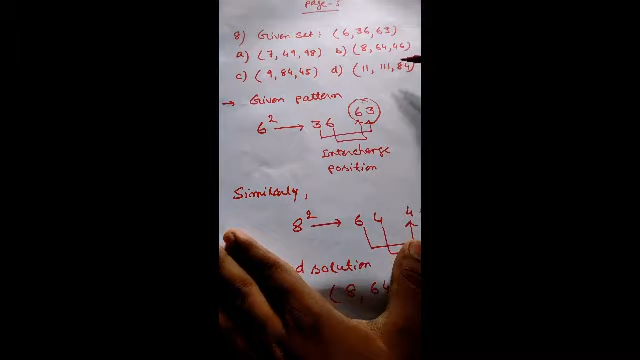 Page-5
8) Given set: (6, 36, 63)
a) (7, 49, 98) b) (8, 64, 46)
c) (9, 84, 45) d) (11, 111, 84)
→ Given pattern
6² → 36 63
Interchange
position
Similarly,
8² → 64 4
d solution
(8, 64